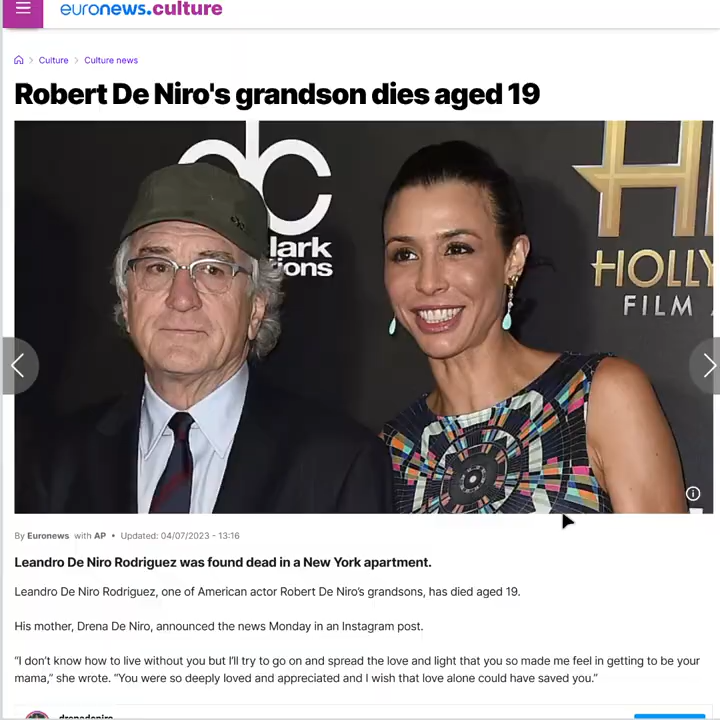 euronews.culture
Culture
Culture news
Robert De Niro's grandson dies aged 19
dc
lark
ions
HOLLY
FILM
By Euronews with AP • Updated: 04/07/2023 - 13:16
Leandro De Niro Rodriguez was found dead in a New York apartment.
Leandro De Niro Rodriguez, one of American actor Robert De Niro's grandsons, has died aged 19.
His mother, Drena De Niro, announced the news Monday in an Instagram post.
“I don't know how to live without you but I'll try to go on and spread the love and light that you so made me feel in getting to be your
mama,” she wrote. “You were so deeply loved and appreciated and I wish that love alone could have saved you.”